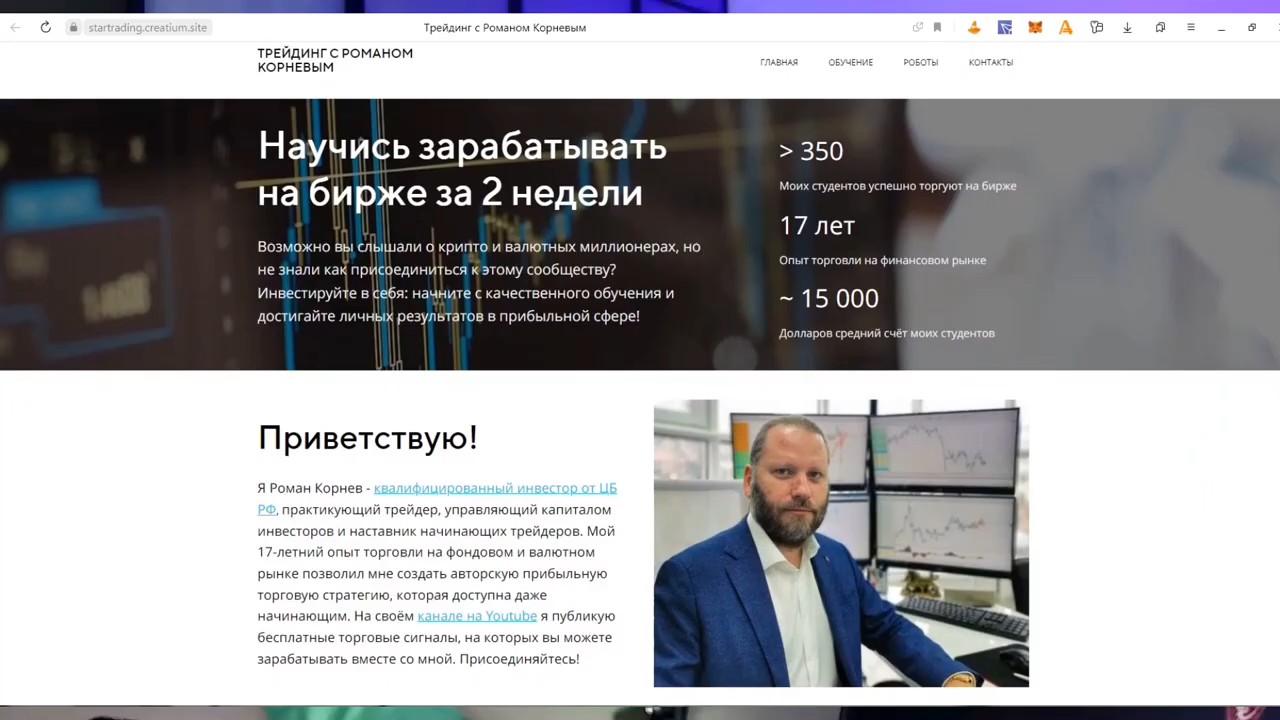 startrading.creatium.site
Трейдинг с Романом Корневым
ТРЕЙДИНГ С РОМАНОМ
КОРНЕВЫМ
ГЛАВНАЯ
ОБУЧЕНИЕ
РОБОТЫ
КОНТАКТЫ
Научись зарабатывать
на бирже за 2 недели
Возможно вы слышали о крипто и валютных миллионерах, но
не знали как присоединиться к этому сообществу?
Инвестируйте в себя: начните с качественного обучения и
достигайте личных результатов в прибыльной сфере!
> 350
Моих студентов успешно торгуют на бирже
17 лет
Опыт торговли на финансовом рынке
~ 15 000
Долларов средний счёт моих студентов
Приветствую!
Я Роман Корнев - квалифицированный инвестор от ЦБ
РФ, практикующий трейдер, управляющий капиталом
инвесторов и наставник начинающих трейдеров. Мой
17-летний опыт торговли на фондовом и валютном
рынке позволил мне создать авторскую прибыльную
торговую стратегию, которая доступна даже
начинающим. На своём канале на Youtube я публикую
бесплатные торговые сигналы, на которых вы можете
зарабатывать вместе со мной. Присоединяйтесь!